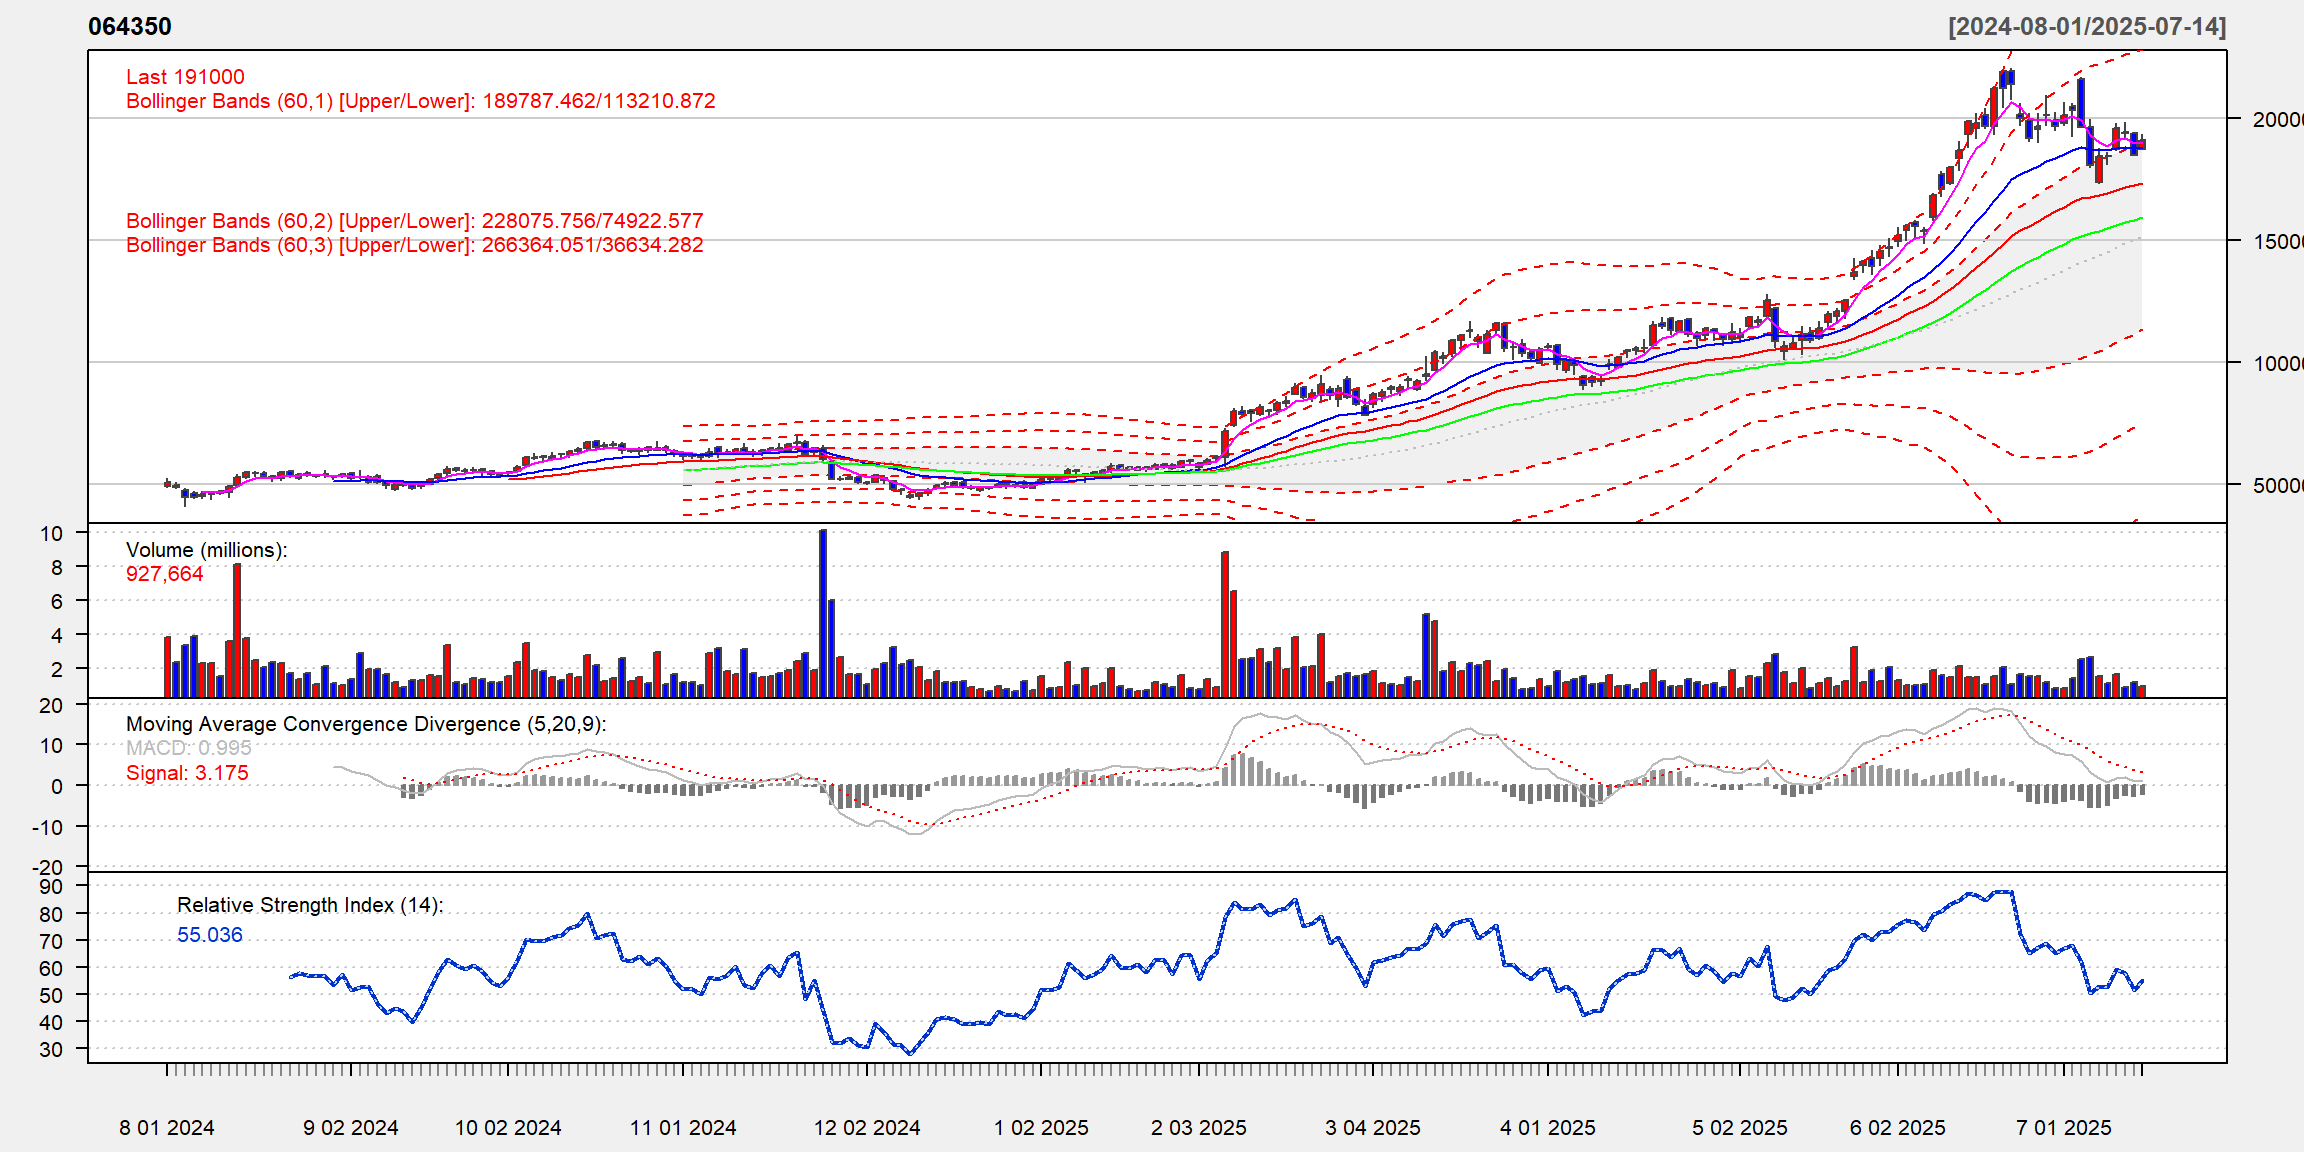 064350
[2024-08-01/2025-07-14]
Last 191000
Bollinger Bands (60,1) [Upper/Lower]: 189787.462/113210.872
Bollinger Bands (60,2) [Upper/Lower]: 228075.756/74922.577
Bollinger Bands (60,3) [Upper/Lower]: 266364.051/36634.282
20000
15000
10000
50000
Volume (millions):
927,664
10
8
6
4
2
Moving Average Convergence Divergence (5,20,9):
MACD: 0.995
Signal: 3.175
20
10
0
-10
-20
Relative Strength Index (14):
55.036
90
80
70
60
50
40
30
8 01 2024
9 02 2024
10 02 2024
11 01 2024
12 02 2024
1 02 2025
2 03 2025
3 04 2025
4 01 2025
5 02 2025
6 02 2025
7 01 2025